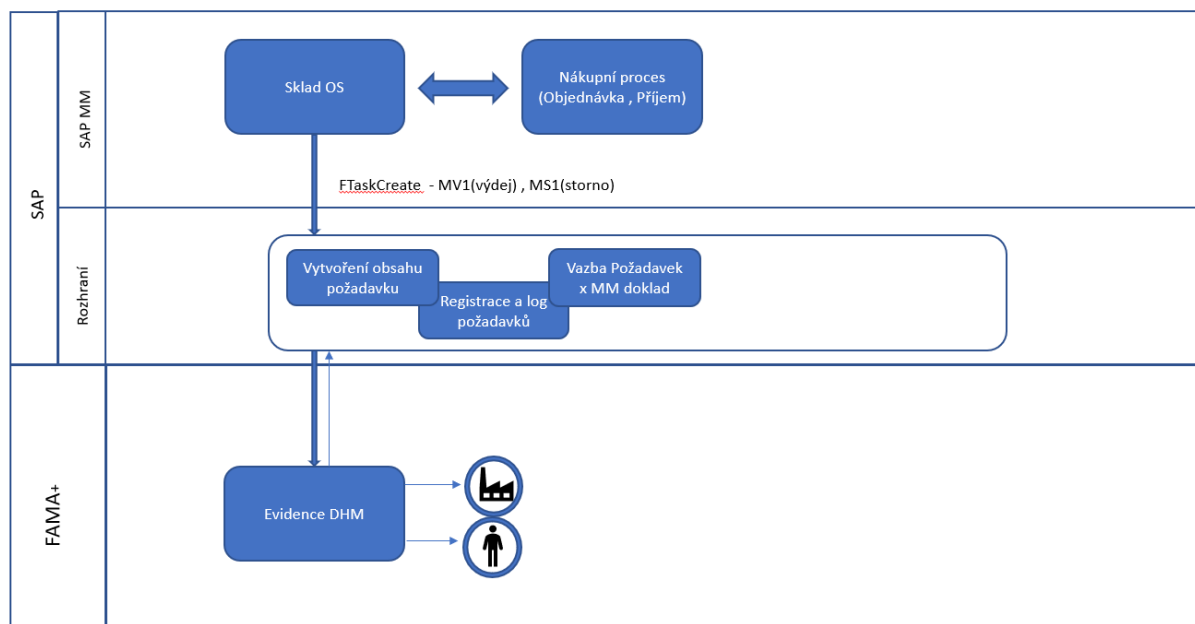 SAP
SAP MM
Sklad OS
Nákupní proces
(Objednávka , Příjem)
FTaskCreate - MV1(výdej) , MS1(storno)
Rozhraní
Vytvoření obsahu
požadavku
Registrace a log
požadavků
Vazba Požadavek
x MM doklad
FAMA+
Evidence DHM